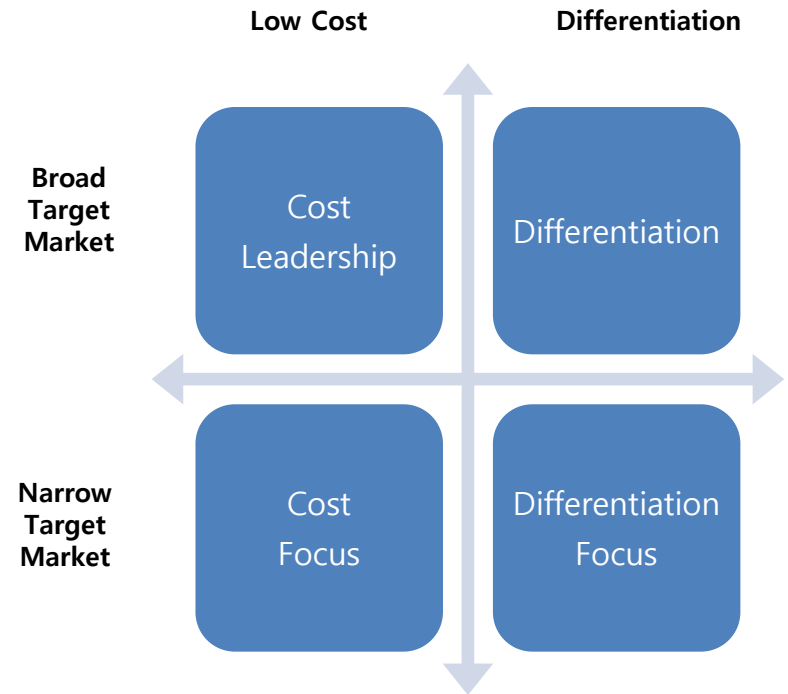 Low Cost
Differentiation
Broad
Target
Market
Cost
Leadership
Differentiation
Narrow
Target
Market
Cost
Focus
Differentiation
Focus